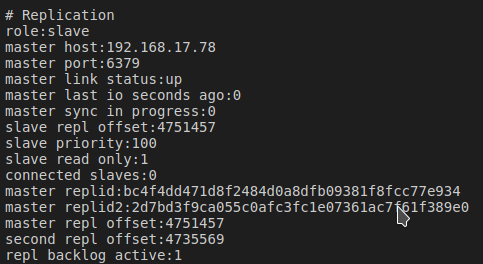 # Replication
role:slave
master host:192.168.17.78
master port:6379
master link status:up
master last io seconds ago:0
master sync in progress:0
slave repl offset:4751457
slave priority:100
slave read only:1
connected slaves:0
master replid:bc4f4dd471d8f2484d0a8dfb09381f8fcc77e934
master replid2:2d7bd3f9ca055c0afc3fc1e07361ac7f61f389e0
master repl offset:4751457
second repl offset:4735569
repl backlog active:1